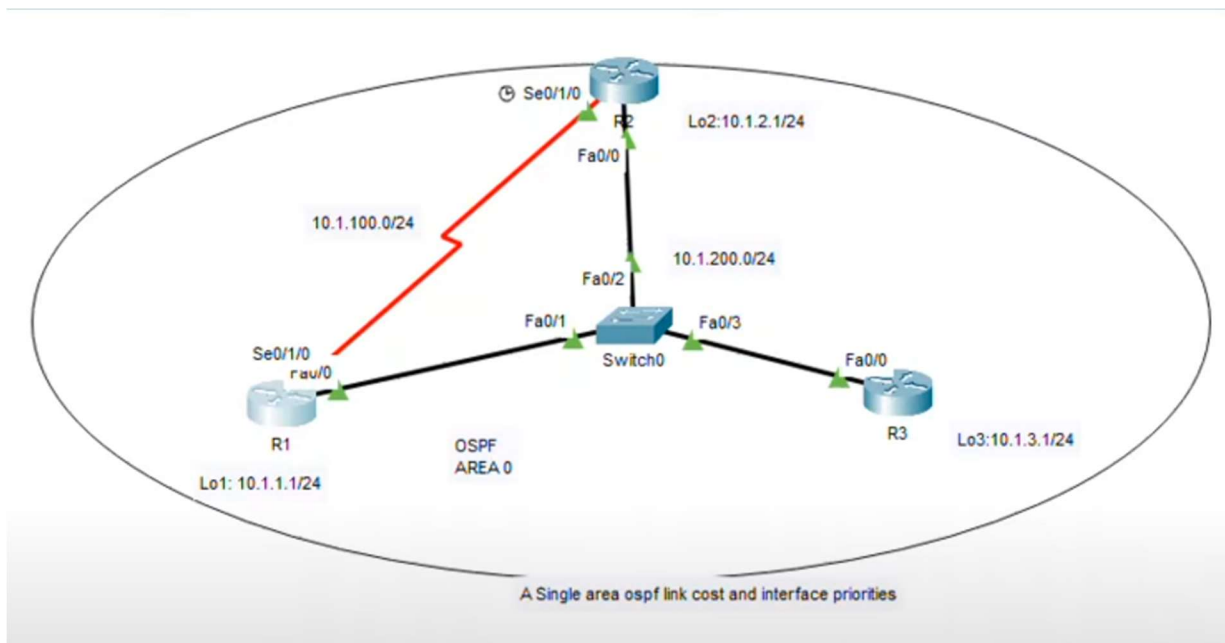 Se0/1/0
R2
Lo2:10.1.2.1/24
Fa0/0
10.1.100.0/24
10.1.200.0/24
Fa0/2
Fa0/1
Fa0/3
Switch0
Se0/1/0
Fa0/0
Fa0/0
R1
R3
Lo3:10.1.3.1/24
OSPF
AREA 0
Lo1: 10.1.1.1/24
A Single area ospf link cost and interface priorities